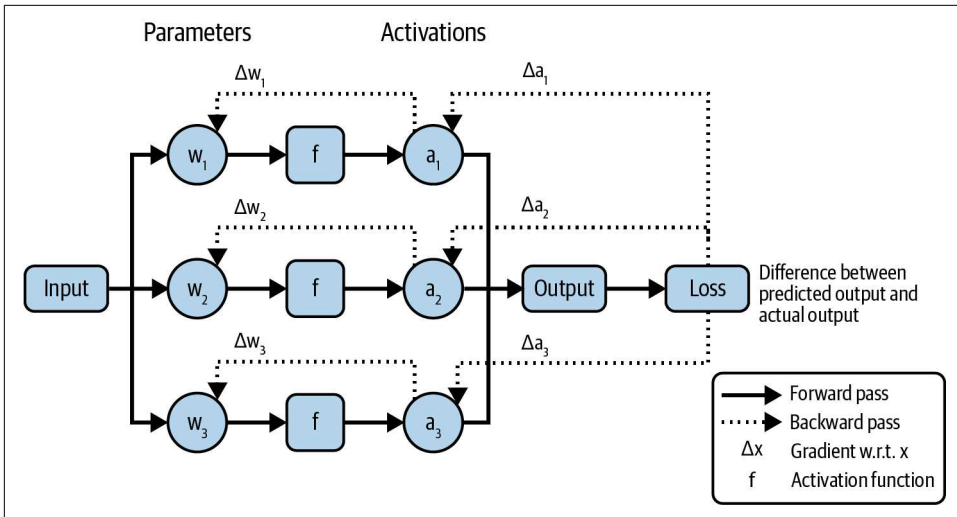 Parameters
Activations
Δw₁
Δa₁
w₁
f
a₁
Δw₂
Δa₂
Input
w₂
f
a₂
Output
Loss
Difference between
predicted output and
actual output
Δw₃
Δa₃
w₃
f
a₃
Forward pass
Backward pass
Δx Gradient w.r.t. x
f Activation function